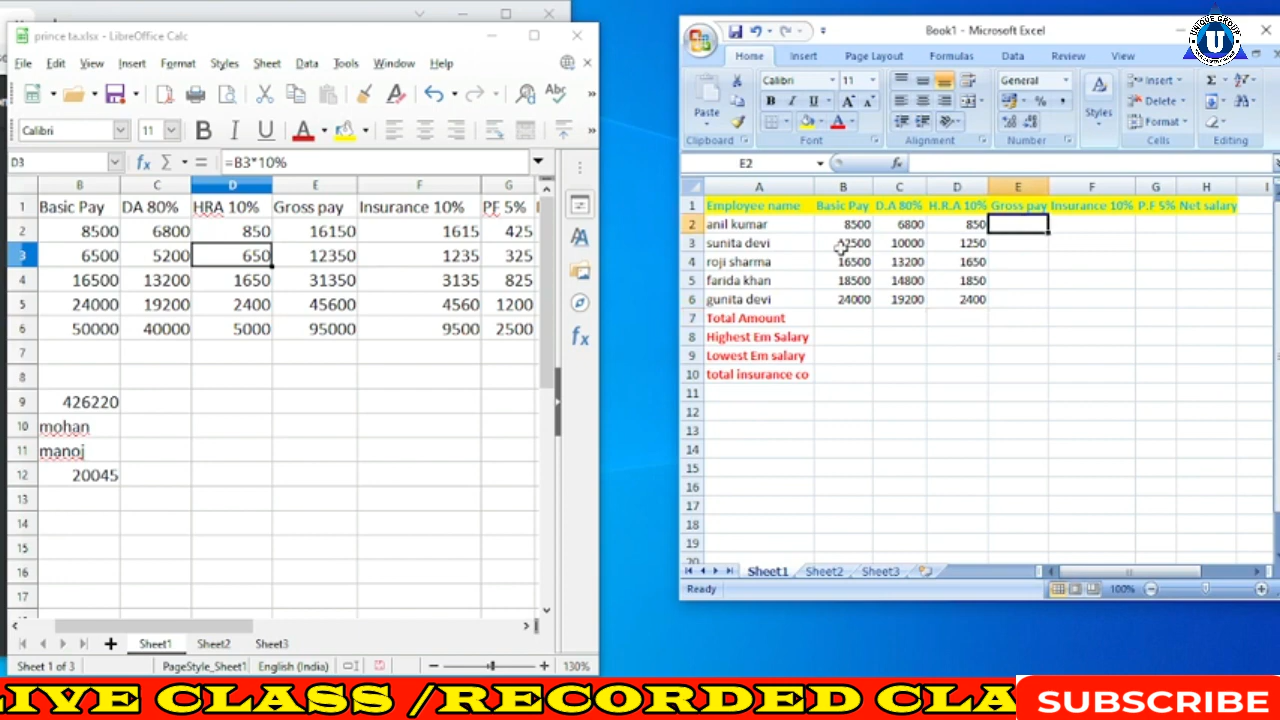 prince ta.xlsx - LibreOffice Calc
File Edit View Insert Format Styles Sheet Data Tools Window Help
Calibri 11
D3 =B3*10%
B C D E F G
1 Basic Pay DA 80% HRA 10% Gross pay Insurance 10% PF 5%
2 8500 6800 850 16150 1615 425
3 6500 5200 650 12350 1235 325
4 16500 13200 1650 31350 3135 825
5 24000 19200 2400 45600 4560 1200
6 50000 40000 5000 95000 9500 2500
7
8
9 426220
10 mohan
11 manoj
12 20045
13
14
15
16
17
Sheet1 Sheet2 Sheet3
Sheet 1 of 3 PageStyle_Sheet1 English (India) 130%
Book1 - Microsoft Excel
UNIQUE GROUP
U
Home Insert Page Layout Formulas Data Review View
Paste Calibri 11 General Styles Insert
Delete
Format
Clipboard Font Alignment Number Cells Editing
E2
A B C D E F G H I
1 Employee name Basic Pay D.A 80% H.R.A 10% Gross pay Insurance 10% P.F 5% Net salary
2 anil kumar 8500 6800 850
3 sunita devi 12500 10000 1250
4 roji sharma 16500 13200 1650
5 farida khan 18500 14800 1850
6 gunita devi 24000 19200 2400
7 Total Amount
8 Highest Em Salary
9 Lowest Em salary
10 total insurance co
11
12
13
14
15
16
17
18
19
20
Sheet1 Sheet2 Sheet3
Ready 100%
LIVE CLASS /RECORDED CLA
SUBSCRIBE